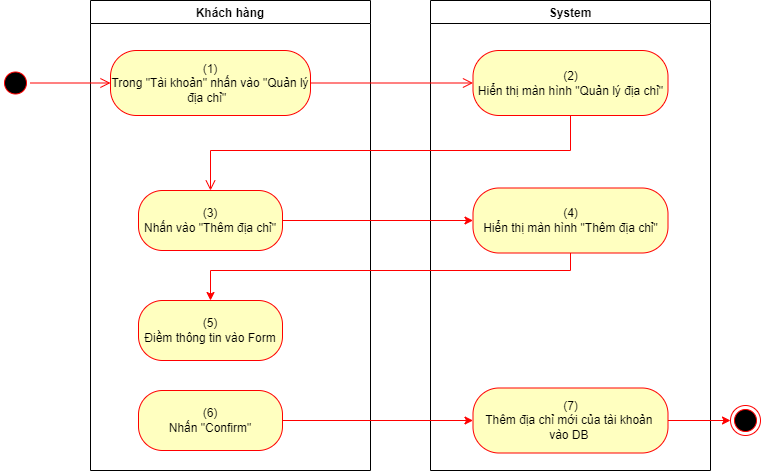 Khách hàng
System
(1)
Trong "Tài khoản" nhấn vào "Quản lý
địa chỉ"
(2)
Hiển thị màn hình "Quản lý địa chỉ"
(3)
Nhấn vào "Thêm địa chỉ"
(4)
Hiển thị màn hình "Thêm địa chỉ"
(5)
Điềm thông tin vào Form
(6)
Nhấn "Confirm"
(7)
Thêm địa chỉ mới của tài khoản
vào DB